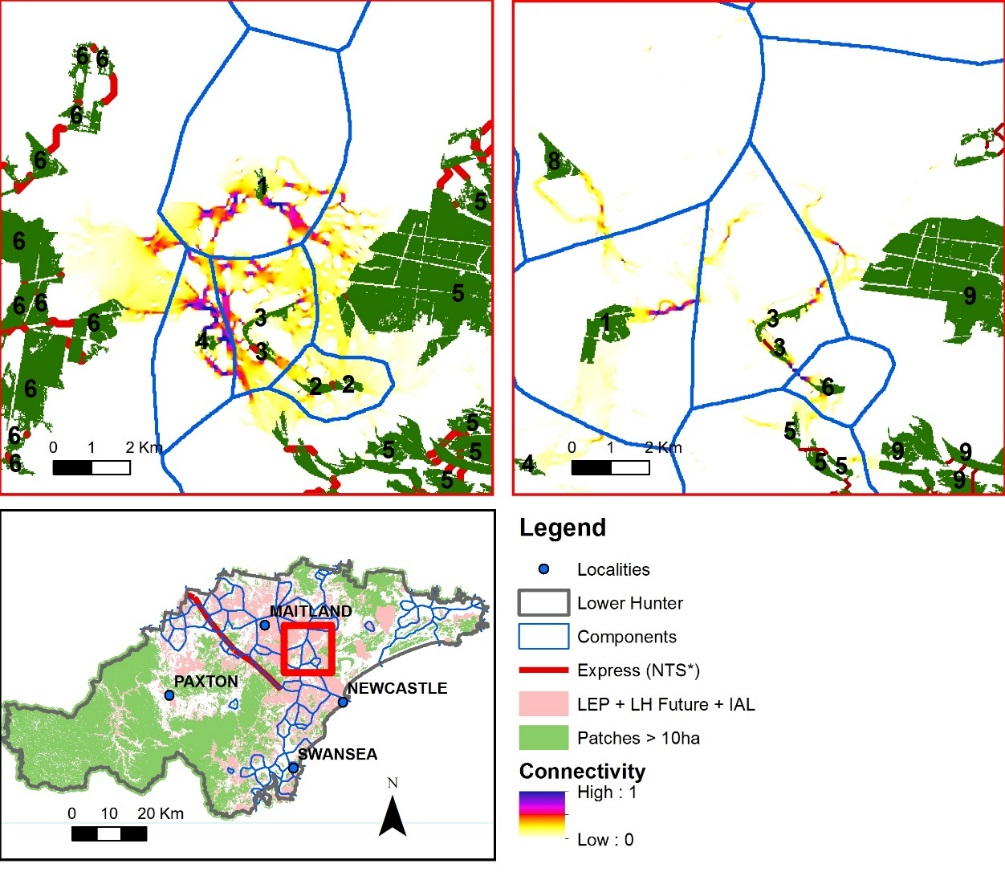 6 6
6
6
1
5
6
5
6 6
6
3
4
3
6
2 2
6
5
5
5
6
5
0 1 2 Km
8
9
1
3
3
6
5
9
9
5 5
9
4
0 1 2 Km
MAITLAND
PAXTON
NEWCASTLE
SWANSEA
N
0 10 20 Km
Legend
Localities
Lower Hunter
Components
Express (NTS*)
LEP + LH Future + IAL
Patches > 10ha
Connectivity
High : 1
Low : 0